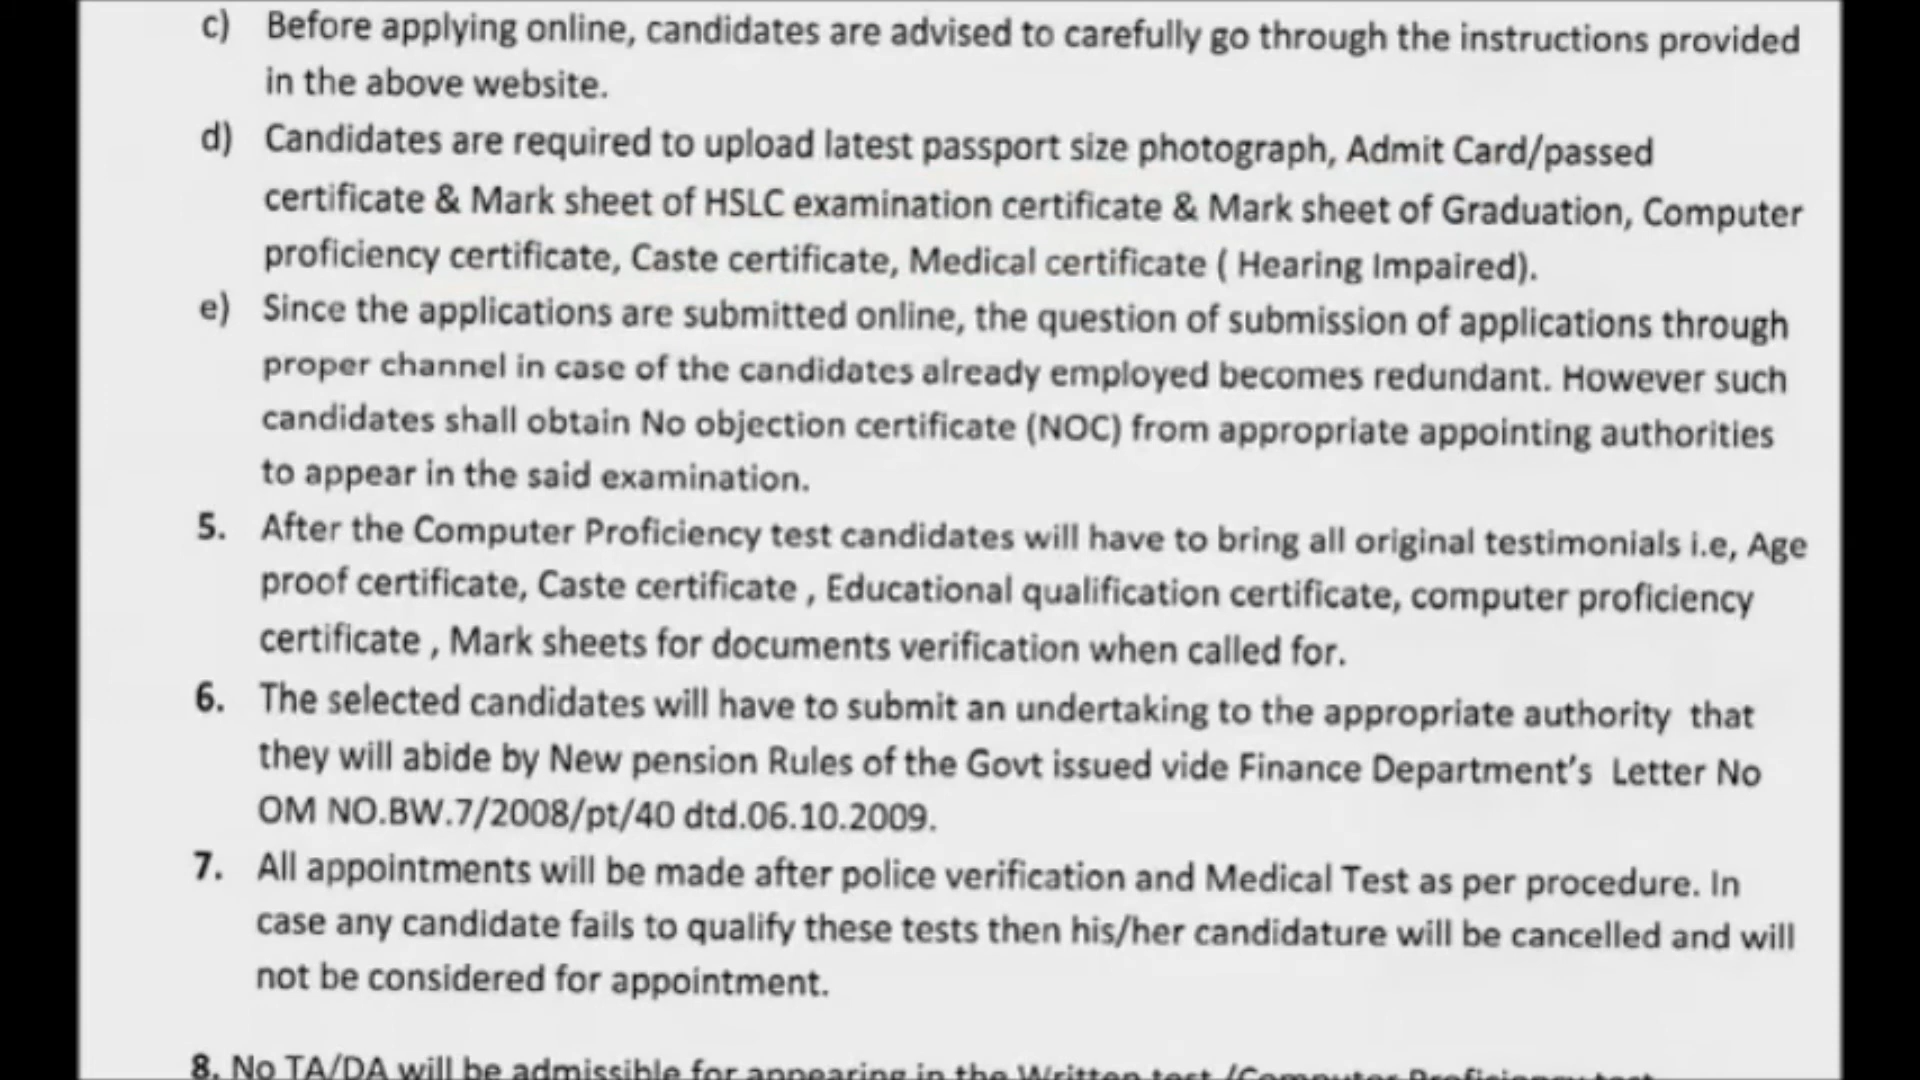 c) Before applying online, candidates are advised to carefully go through the instructions provided
in the above website.
d) Candidates are required to upload latest passport size photograph, Admit Card/passed
certificate & Mark sheet of HSLC examination certificate & Mark sheet of Graduation, Computer
proficiency certificate, Caste certificate, Medical certificate ( Hearing Impaired).
e) Since the applications are submitted online, the question of submission of applications through
proper channel in case of the candidates already employed becomes redundant. However such
candidates shall obtain No objection certificate (NOC) from appropriate appointing authorities
to appear in the said examination.
5. After the Computer Proficiency test candidates will have to bring all original testimonials i.e, Age
proof certificate, Caste certificate , Educational qualification certificate, computer proficiency
certificate , Mark sheets for documents verification when called for.
6. The selected candidates will have to submit an undertaking to the appropriate authority that
they will abide by New pension Rules of the Govt issued vide Finance Department's Letter No
OM NO.BW.7/2008/pt/40 dtd.06.10.2009.
7. All appointments will be made after police verification and Medical Test as per procedure. In
case any candidate fails to qualify these tests then his/her candidature will be cancelled and will
not be considered for appointment.
8. No TA/DA will be admissible for appearing in the Written test /Computer Proficiency test